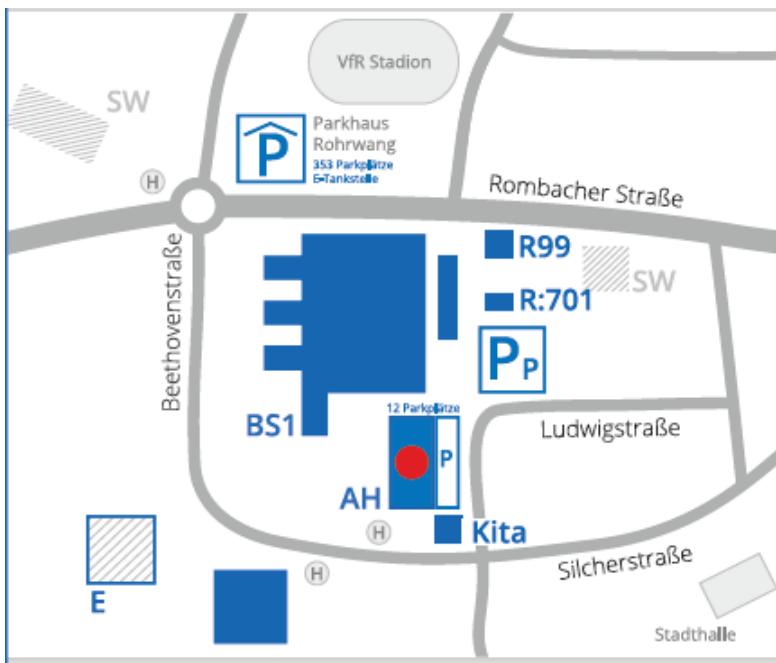 VfR Stadion
SW
P
Parkhaus
Rohrwang
353 Parkplätze
E-Tankstelle
H
Rombacher Straße
Beethovenstraße
R99
SW
R:701
PP
12 Parkplätze
BS1
Ludwigstraße
P
AH
H
Kita
Silcherstraße
H
E
Stadthalle